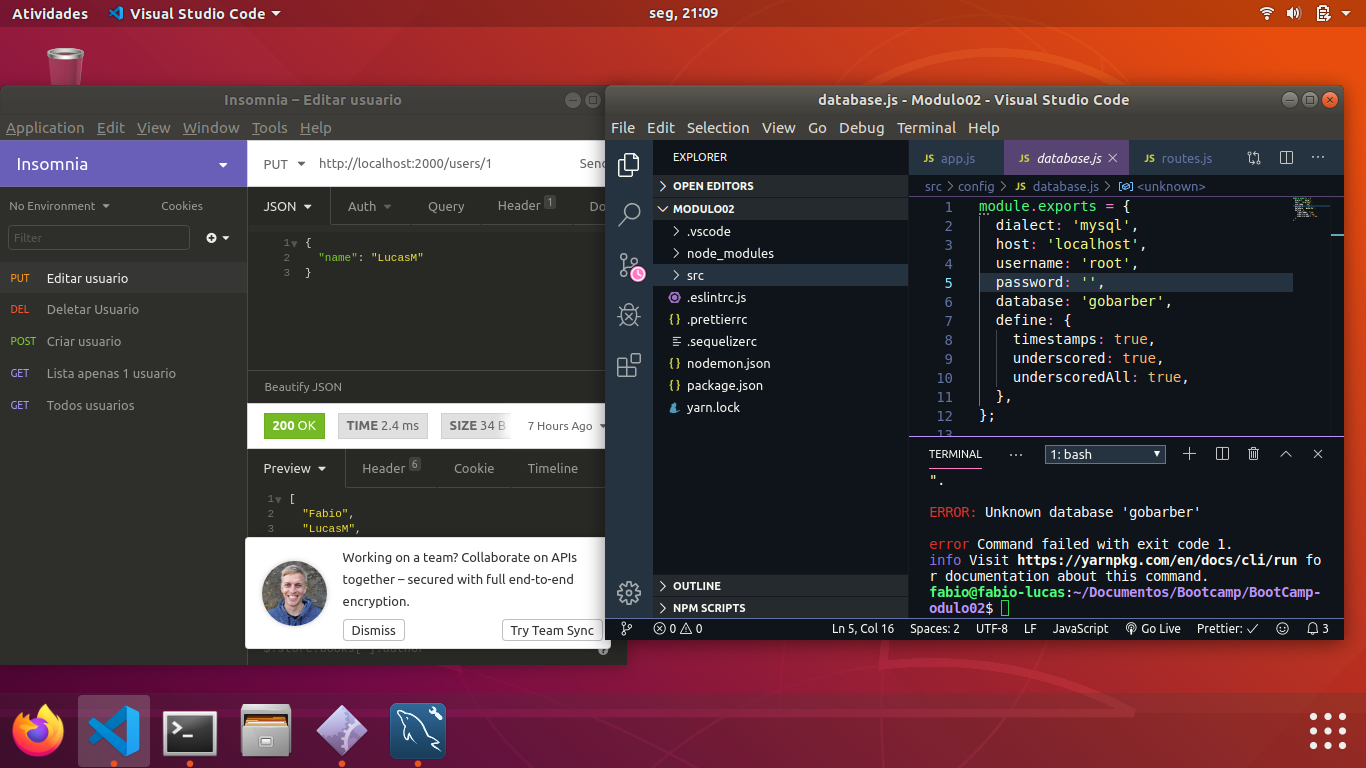 Atividades Visual Studio Code seg, 21:09
Insomnia – Editar usuario
Application Edit View Window Tools Help
Insomnia
PUT http://localhost:2000/users/1 Send
No Environment Cookies
JSON Auth Query Header 1 Do
Filter
1 {
2 "name": "LucasM"
3 }
PUT Editar usuario
DEL Deletar Usuario
POST Criar usuario
GET Lista apenas 1 usuario
GET Todos usuarios
Beautify JSON
200 OK TIME 2.4 ms SIZE 34 B 7 Hours Ago
Preview Header 6 Cookie Timeline
1 [
2 "Fabio",
3 "LucasM",
Working on a team? Collaborate on APIs
together – secured with full end-to-end
encryption.
Dismiss Try Team Sync
database.js - Modulo02 - Visual Studio Code
File Edit Selection View Go Debug Terminal Help
EXPLORER
OPEN EDITORS
MODULO02
.vscode
node_modules
src
.eslintrc.js
.prettierrc
.sequelizerc
nodemon.json
package.json
yarn.lock
OUTLINE
NPM SCRIPTS
JS app.js JS database.js JS routes.js
src > config > JS database.js > <unknown>
1 module.exports = {
2 dialect: 'mysql',
3 host: 'localhost',
4 username: 'root',
5 password: '',
6 database: 'gobarber',
7 define: {
8 timestamps: true,
9 underscored: true,
10 underscoredAll: true,
11 },
12 };
13
TERMINAL 1: bash
".
ERROR: Unknown database 'gobarber'
error Command failed with exit code 1.
info Visit https://yarnpkg.com/en/docs/cli/run fo
r documentation about this command.
fabio@fabio-lucas:~/Documentos/Bootcamp/BootCamp-
odulo02$
0 0 Ln 5, Col 16 Spaces: 2 UTF-8 LF JavaScript Go Live Prettier: ✓ 3